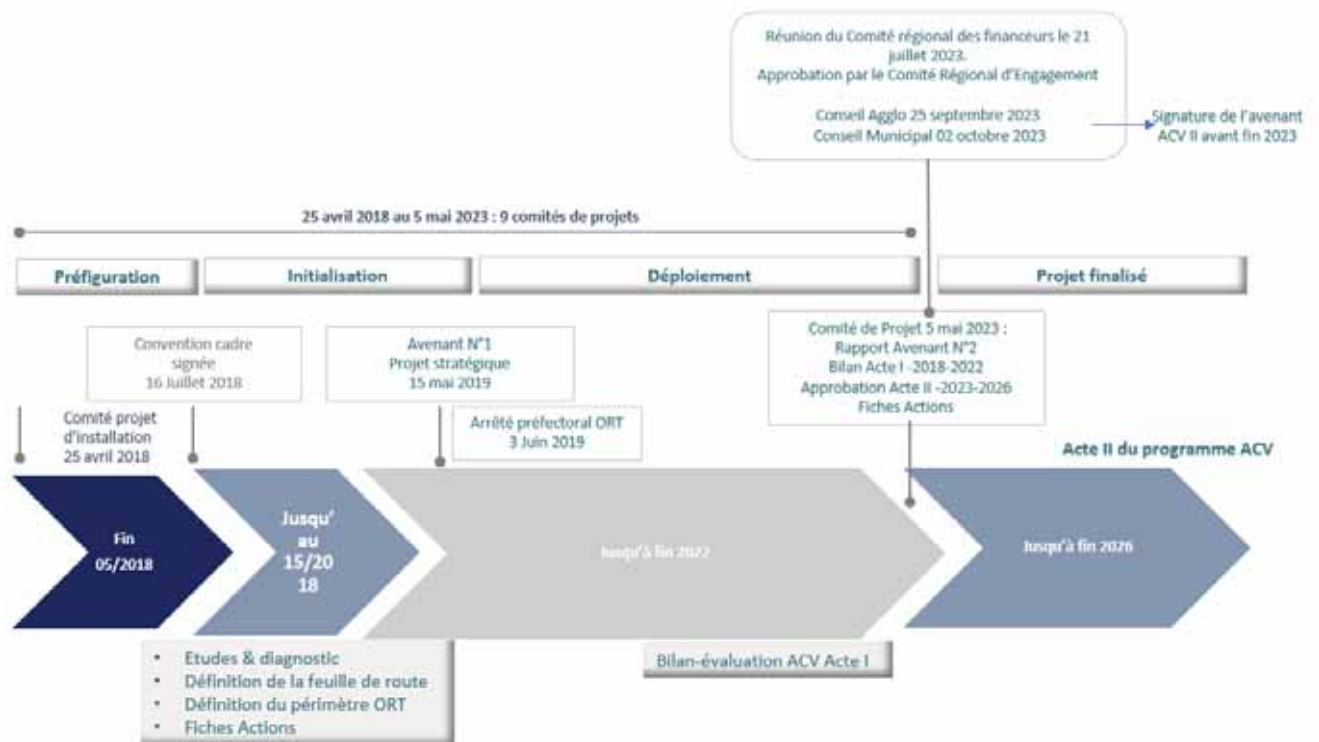 Réunion du Comité régional des financeurs le 21
juillet 2023.
Approbation par le Comité Régional d'Engagement
Conseil Agglo 25 septembre 2023
Conseil Municipal 02 octobre 2023
Signature de l'avenant
ACV II avant fin 2023
25 avril 2018 au 5 mai 2023 : 9 comités de projets
Préfiguration
Initialisation
Déploiement
Projet finalisé
Convention cadre
signée
16 Juillet 2018
Avenant N°1
Projet stratégique
15 mai 2019
Comité de Projet 5 mai 2023 :
Rapport Avenant N°2
Bilan Acte I -2018-2022
Approbation Acte II -2023-2026
Fiches Actions
Comité projet
d'installation
25 avril 2018
Arrêté préfectoral ORT
3 Juin 2019
Acte II du programme ACV
Fin
05/2018
Jusqu'
au
15/20
18
Jusqu'à fin 2022
Jusqu'à fin 2026
• Etudes & diagnostic
• Définition de la feuille de route
• Définition du périmètre ORT
• Fiches Actions
Bilan-évaluation ACV Acte I